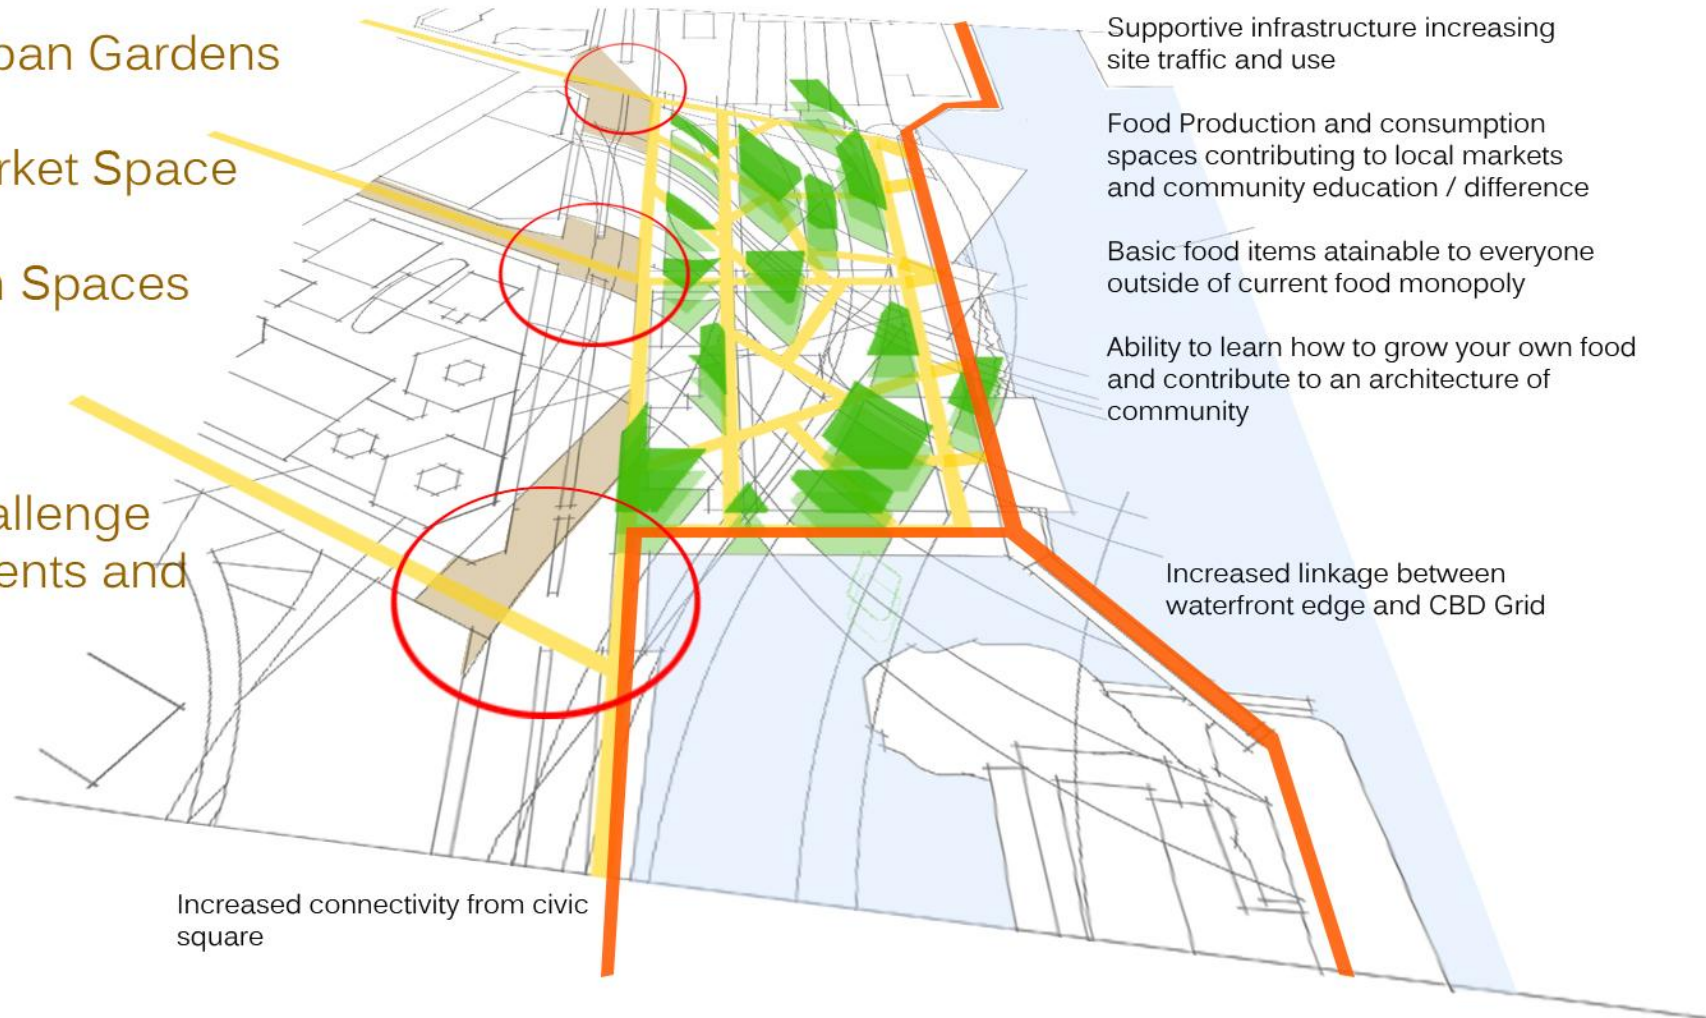 ban Gardens
rket Space
n Spaces
allenge
ents and
Supportive infrastructure increasing
site traffic and use
Food Production and consumption
spaces contributing to local markets
and community education / difference
Basic food items atainable to everyone
outside of current food monopoly
Ability to learn how to grow your own food
and contribute to an architecture of
community
Increased linkage between
waterfront edge and CBD Grid
Increased connectivity from civic
square